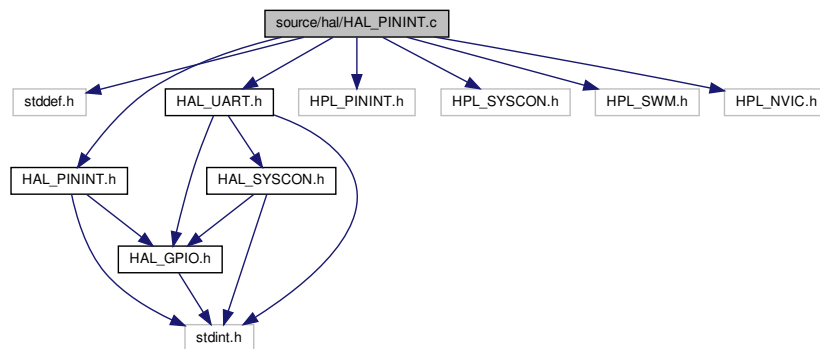 source/hal/HAL_PININT.c
stddef.h
HAL_UART.h
HPL_PININT.h
HPL_SYSCON.h
HPL_SWM.h
HPL_NVIC.h
HAL_PININT.h
HAL_SYSCON.h
HAL_GPIO.h
stdint.h